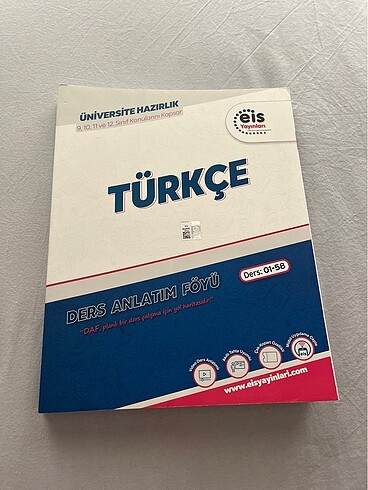 ÜNİVERSİTE HAZIRLIK
9, 10, 11 ve 12. Sınıf Konularını Kapsar
eis
Yayınları
TÜRKÇE
Ders: 01-58
DERS ANLATIM FÖYÜ
"DAF, planlı bir ders çalışma için yol haritasıdır."
www.eisyayinlari.com